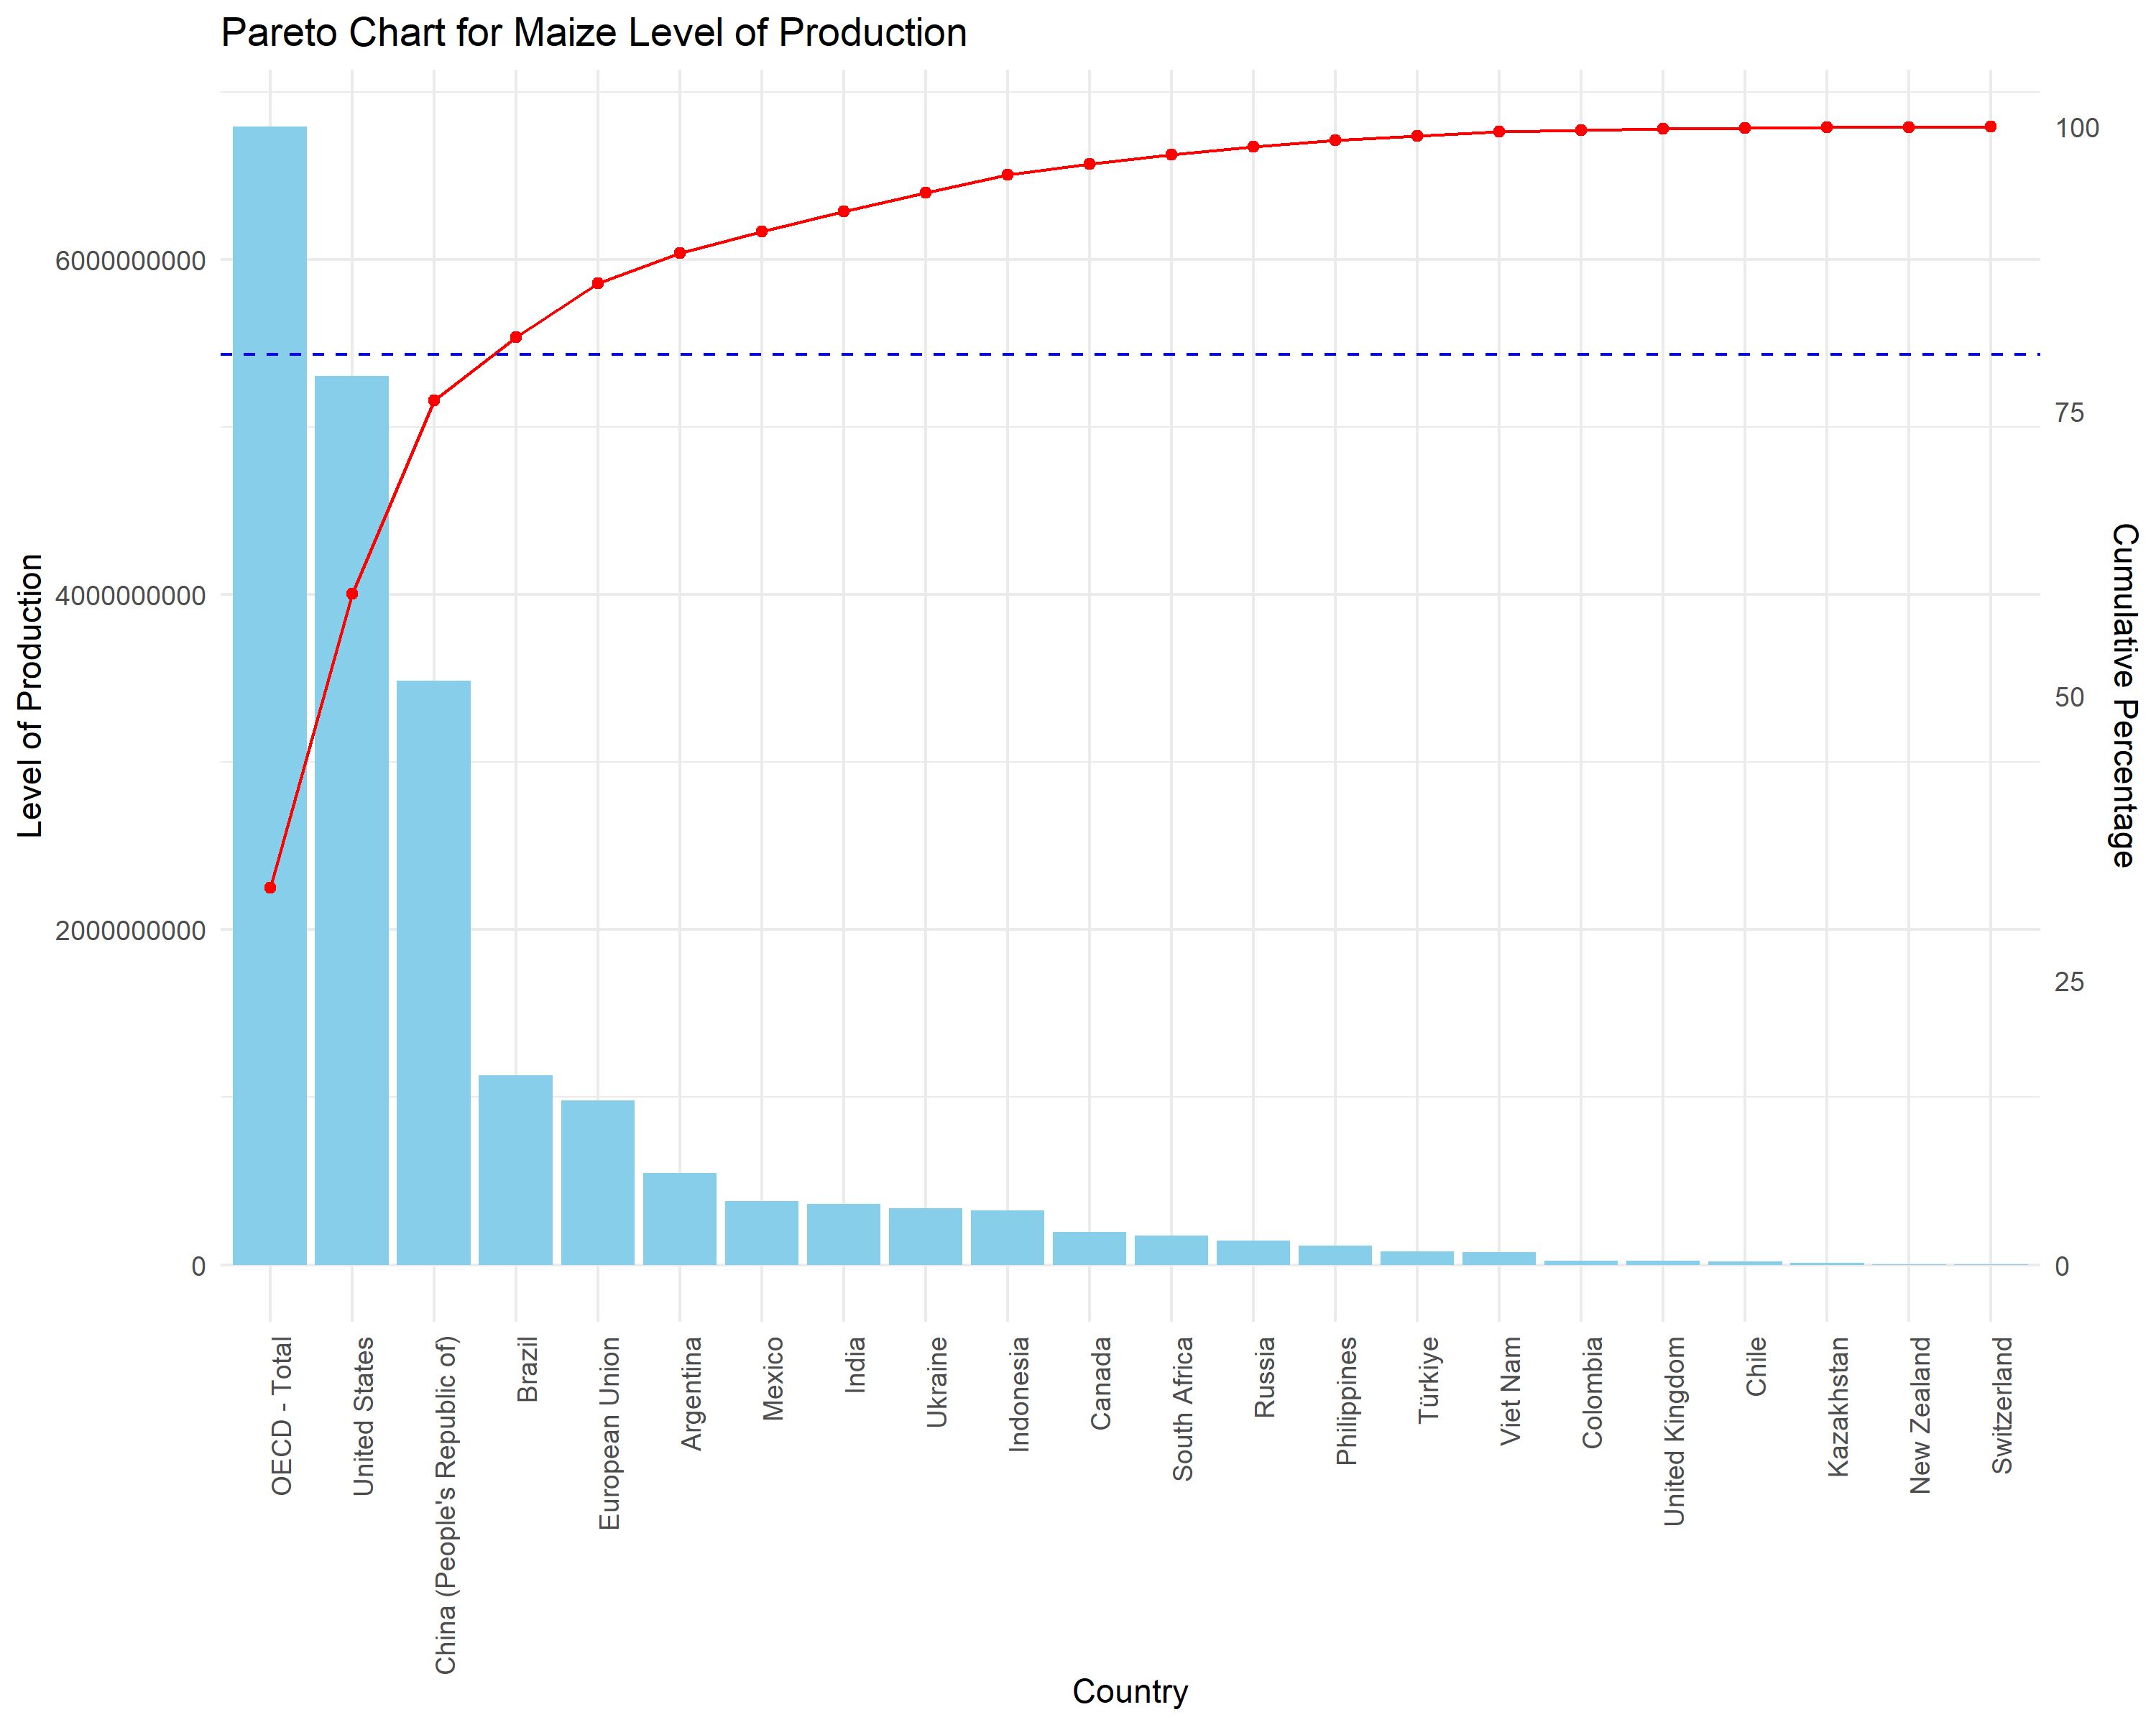 Pareto Chart for Maize Level of Production
Level of Production
6000000000
4000000000
2000000000
0
100
75
50
25
0
Cumulative Percentage
OECD - Total
United States
China (People's Republic of)
Brazil
European Union
Argentina
Mexico
India
Ukraine
Indonesia
Canada
South Africa
Russia
Philippines
Türkiye
Viet Nam
Colombia
United Kingdom
Chile
Kazakhstan
New Zealand
Switzerland
Country